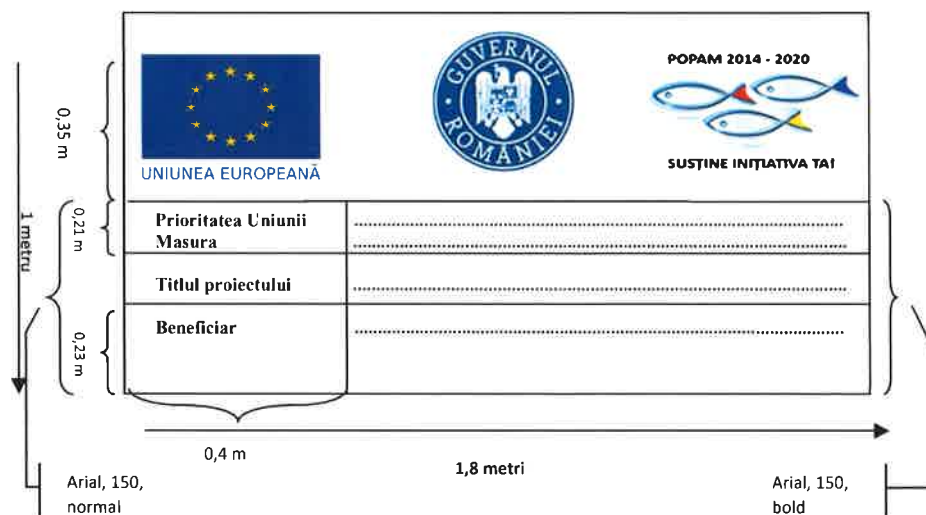 POPAM 2014 - 2020
GUVERNUL ROMÂNIEI
UNIUNEA EUROPEANĂ
SUSȚINE INIȚIATIVA TA!
0,35 m
1 metru
0,21 m
Prioritatea Uniunii
Masura
Titlul proiectului
0,23 m
Beneficiar
0,4 m
1,8 metri
Arial, 150,
normal
Arial, 150,
bold